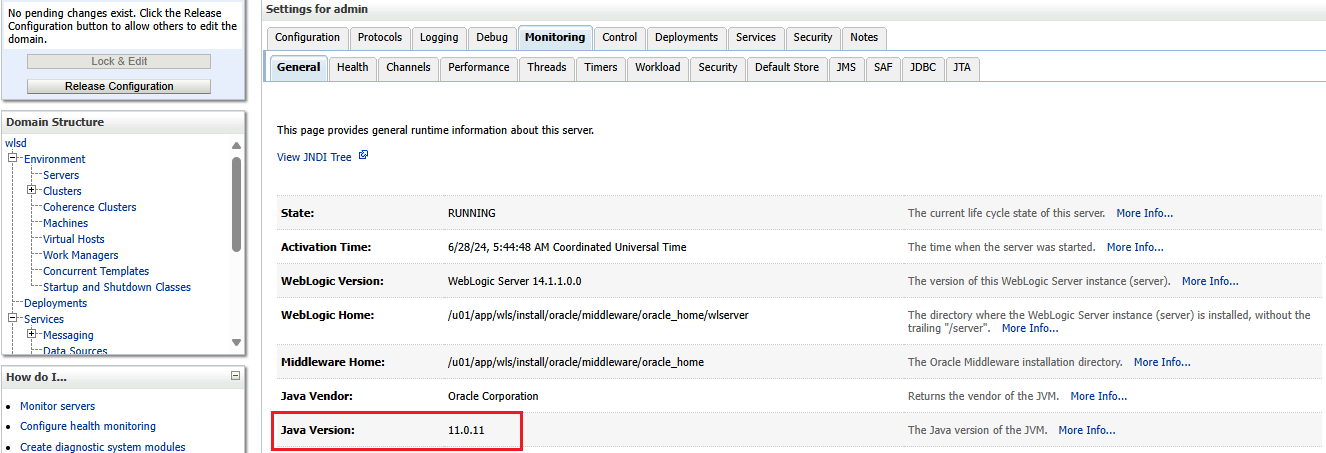 No pending changes exist. Click the Release
Configuration button to allow others to edit the
domain.
Lock & Edit
Release Configuration
Domain Structure
wlsd
Environment
Servers
Clusters
Coherence Clusters
Machines
Virtual Hosts
Work Managers
Concurrent Templates
Startup and Shutdown Classes
Deployments
Services
Messaging
Data Sources
How do I...
Monitor servers
Configure health monitoring
Create diagnostic system modules
Settings for admin
Configuration Protocols Logging Debug Monitoring Control Deployments Services Security Notes
General Health Channels Performance Threads Timers Workload Security Default Store JMS SAF JDBC JTA
This page provides general runtime information about this server.
View JNDI Tree
State: RUNNING The current life cycle state of this server. More Info...
Activation Time: 6/28/24, 5:44:48 AM Coordinated Universal Time The time when the server was started. More Info...
WebLogic Version: WebLogic Server 14.1.1.0.0 The version of this WebLogic Server instance (server). More Info...
WebLogic Home: /u01/app/wls/install/oracle/middleware/oracle_home/wlserver The directory where the WebLogic Server instance (server) is installed, without the
trailing "/server". More Info...
Middleware Home: /u01/app/wls/install/oracle/middleware/oracle_home The Oracle Middleware installation directory. More Info...
Java Vendor: Oracle Corporation Returns the vendor of the JVM. More Info...
Java Version: 11.0.11 The Java version of the JVM. More Info...